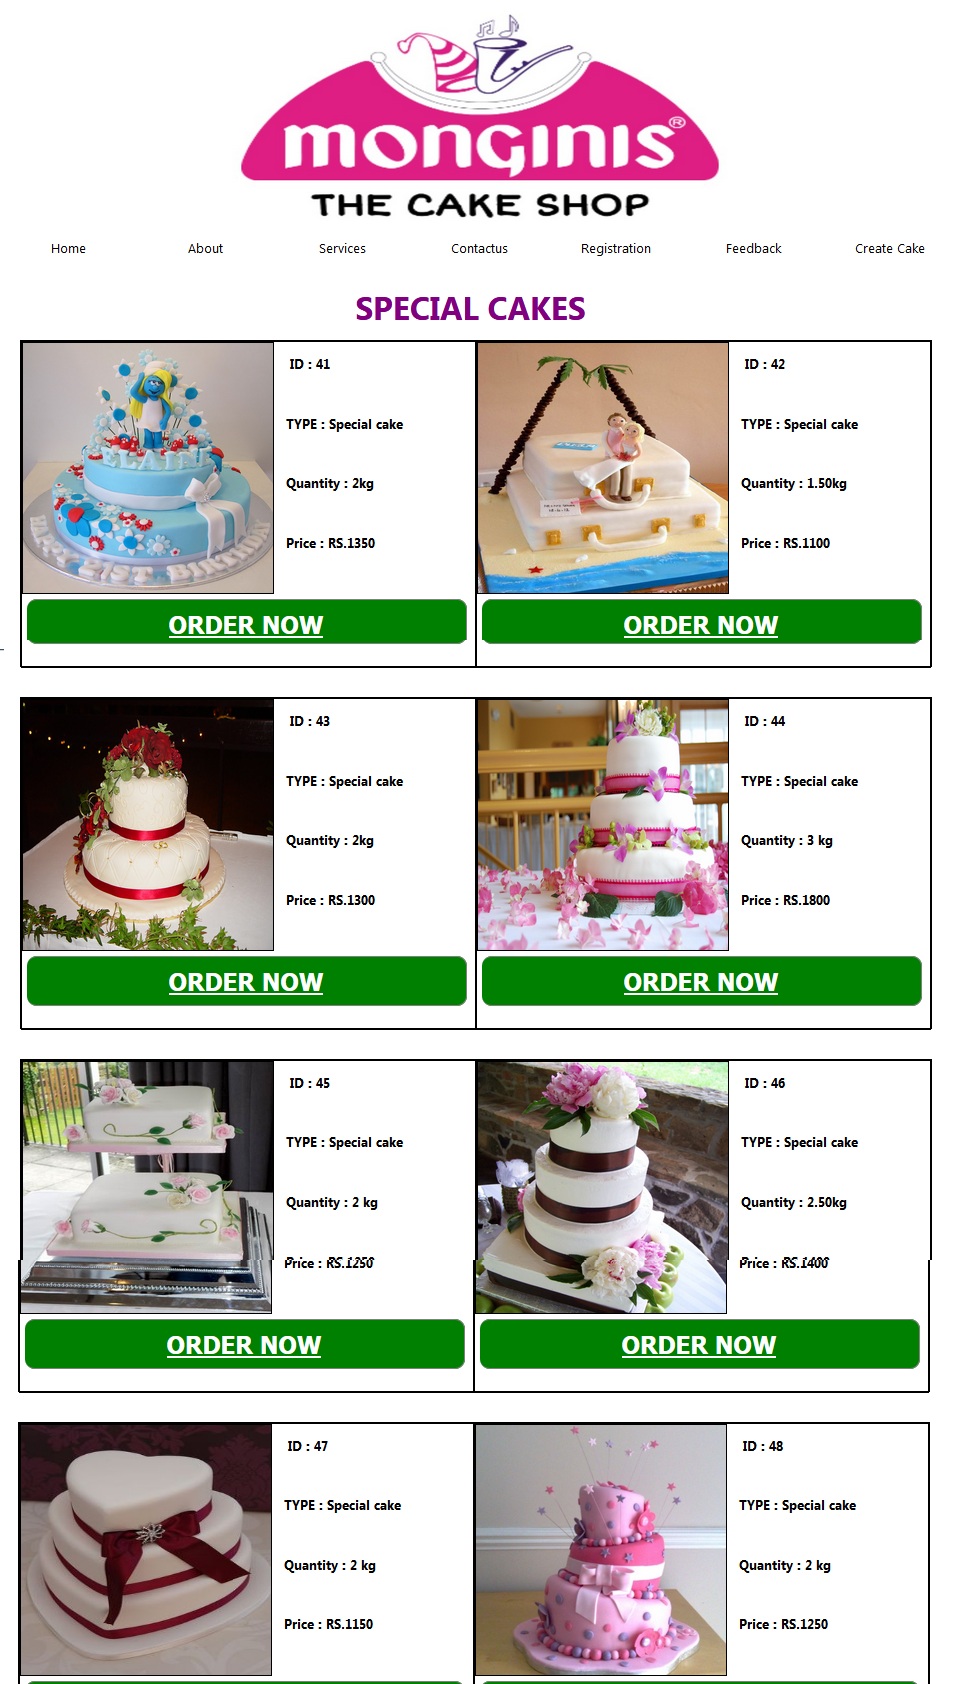 MONGINIS®
THE CAKE SHOP
Home About Services Contactus Registration Feedback Create Cake
SPECIAL CAKES
ID : 41
TYPE : Special cake
Quantity : 2kg
Price : RS.1350
ORDER NOW
ID : 42
TYPE : Special cake
Quantity : 1.50kg
Price : RS.1100
ORDER NOW
ID : 43
TYPE : Special cake
Quantity : 2kg
Price : RS.1300
ORDER NOW
ID : 44
TYPE : Special cake
Quantity : 3 kg
Price : RS.1800
ORDER NOW
ID : 45
TYPE : Special cake
Quantity : 2 kg
Price : RS.1250
ORDER NOW
ID : 46
TYPE : Special cake
Quantity : 2.50kg
Price : RS.1400
ORDER NOW
ID : 47
TYPE : Special cake
Quantity : 2 kg
Price : RS.1150
ID : 48
TYPE : Special cake
Quantity : 2 kg
Price : RS.1250